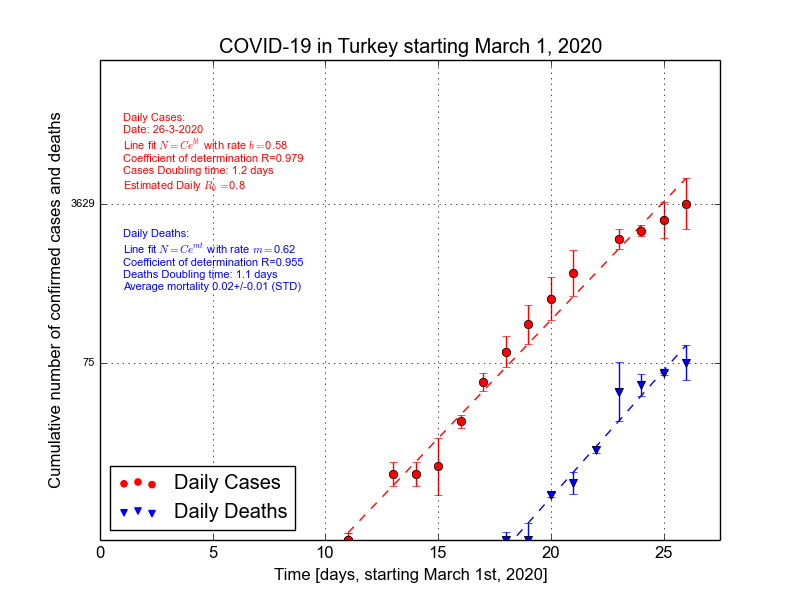 COVID-19 in Turkey starting March 1, 2020
Daily Cases:
Date: 26-3-2020
Line fit N=Ce^{bt} with rate b=0.58
Coefficient of determination R=0.979
Cases Doubling time: 1.2 days
Estimated Daily R_0=0.8
Daily Deaths:
Line fit N=Ce^{mt} with rate m=0.62
Coefficient of determination R=0.955
Deaths Doubling time: 1.1 days
Average mortality 0.02+/-0.01 (STD)
Cumulative number of confirmed cases and deaths
3629
75
Daily Cases
Daily Deaths
0 5 10 15 20 25
Time [days, starting March 1st, 2020]